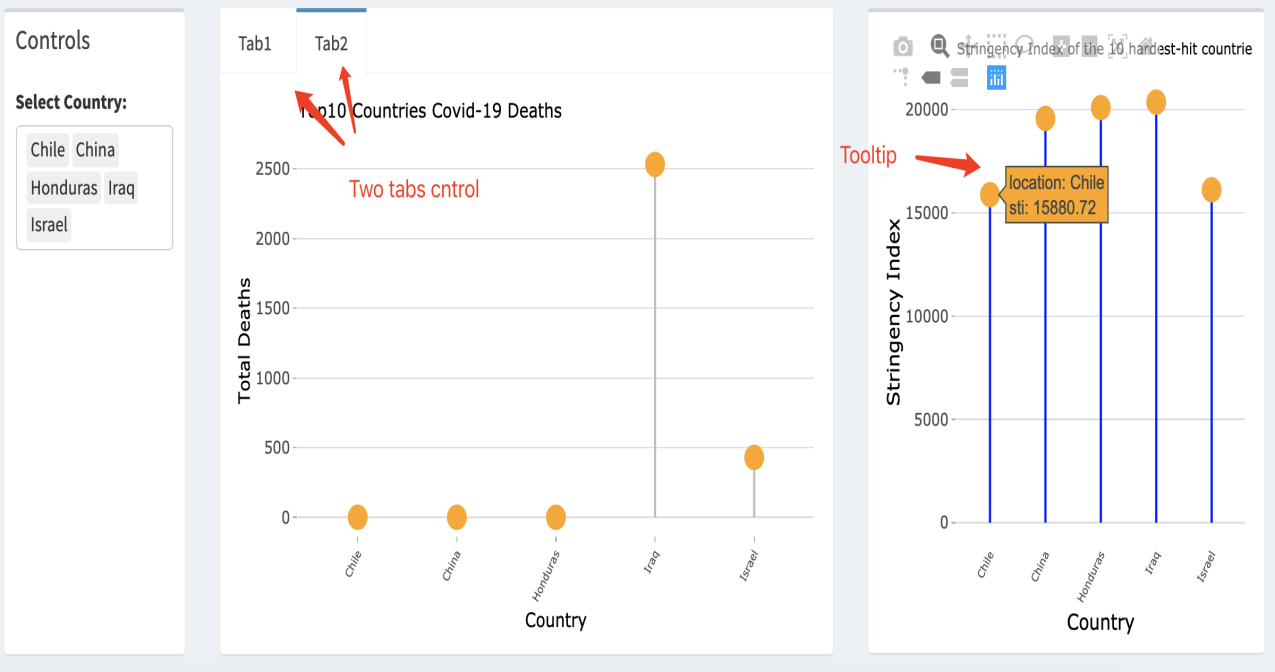 Controls
Select Country:
Chile China
Honduras Iraq
Israel
Tab1 Tab2
Top10 Countries Covid-19 Deaths
Two tabs cntrol
Total Deaths
2500
2000
1500
1000
500
0
Chile
China
Honduras
Iraq
Israel
Country
Stringency Index of the 10 hardest-hit countrie
Tooltip
location: Chile
sti: 15880.72
Stringency Index
20000
15000
10000
5000
0
Chile
China
Honduras
Iraq
Israel
Country